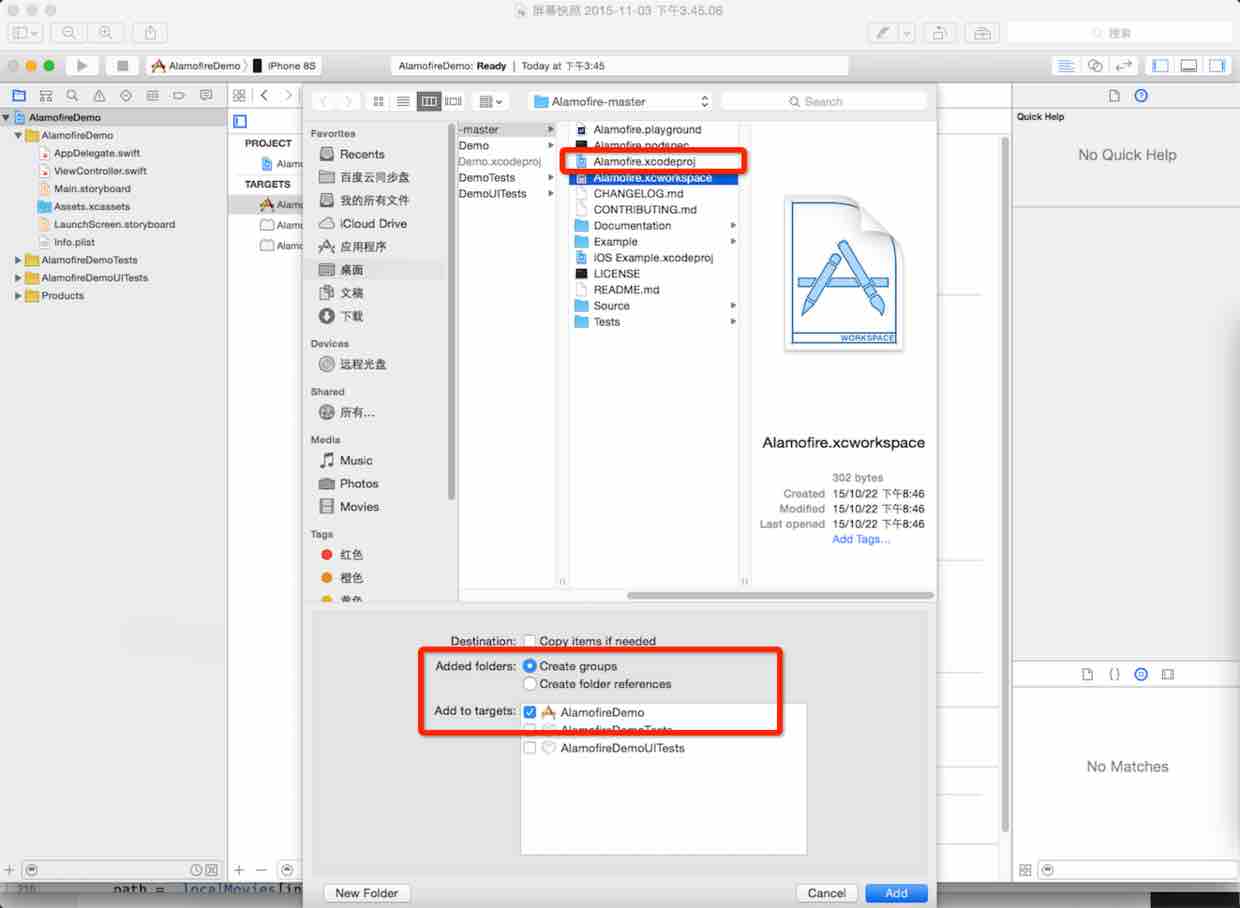 屏幕快照 2015-11-03 下午3.45.06
搜索
AlamofireDemo
iPhone 8S
AlamofireDemo: Ready | Today at 下午3:45
AlamofireDemo
AlamofireDemo
AppDelegate.swift
ViewController.swift
Main.storyboard
Assets.xcassets
LaunchScreen.storyboard
Info.plist
AlamofireDemoTests
AlamofireDemoUITests
Products
PROJECT
Alamo
TARGETS
Alamo
Alamo
Alamo
Alamofire-master
Search
Favorites
Recents
百度云同步盘
我的所有文件
iCloud Drive
应用程序
桌面
文稿
下载
Devices
远程光盘
Shared
所有...
Media
Music
Photos
Movies
Tags
红色
橙色
黄色
-master
Demo
Demo.xcodeproj
DemoTests
DemoUITests
Alamofire.playground
Alamofire.podspec
Alamofire.xcodeproj
Alamofire.xcworkspace
CHANGELOG.md
CONTRIBUTING.md
Documentation
Example
iOS Example.xcodeproj
LICENSE
README.md
Source
Tests
WORKSPACE
Alamofire.xcworkspace
302 bytes
Created 15/10/22 下午8:46
Modified 15/10/22 下午8:46
Last opened 15/10/22 下午8:46
Add Tags...
Destination: Copy items if needed
Added folders: Create groups
Create folder references
Add to targets: AlamofireDemo
AlamofireDemoTests
AlamofireDemoUITests
New Folder
Cancel
Add
Quick Help
No Quick Help
No Matches
216 path = localMovies[in